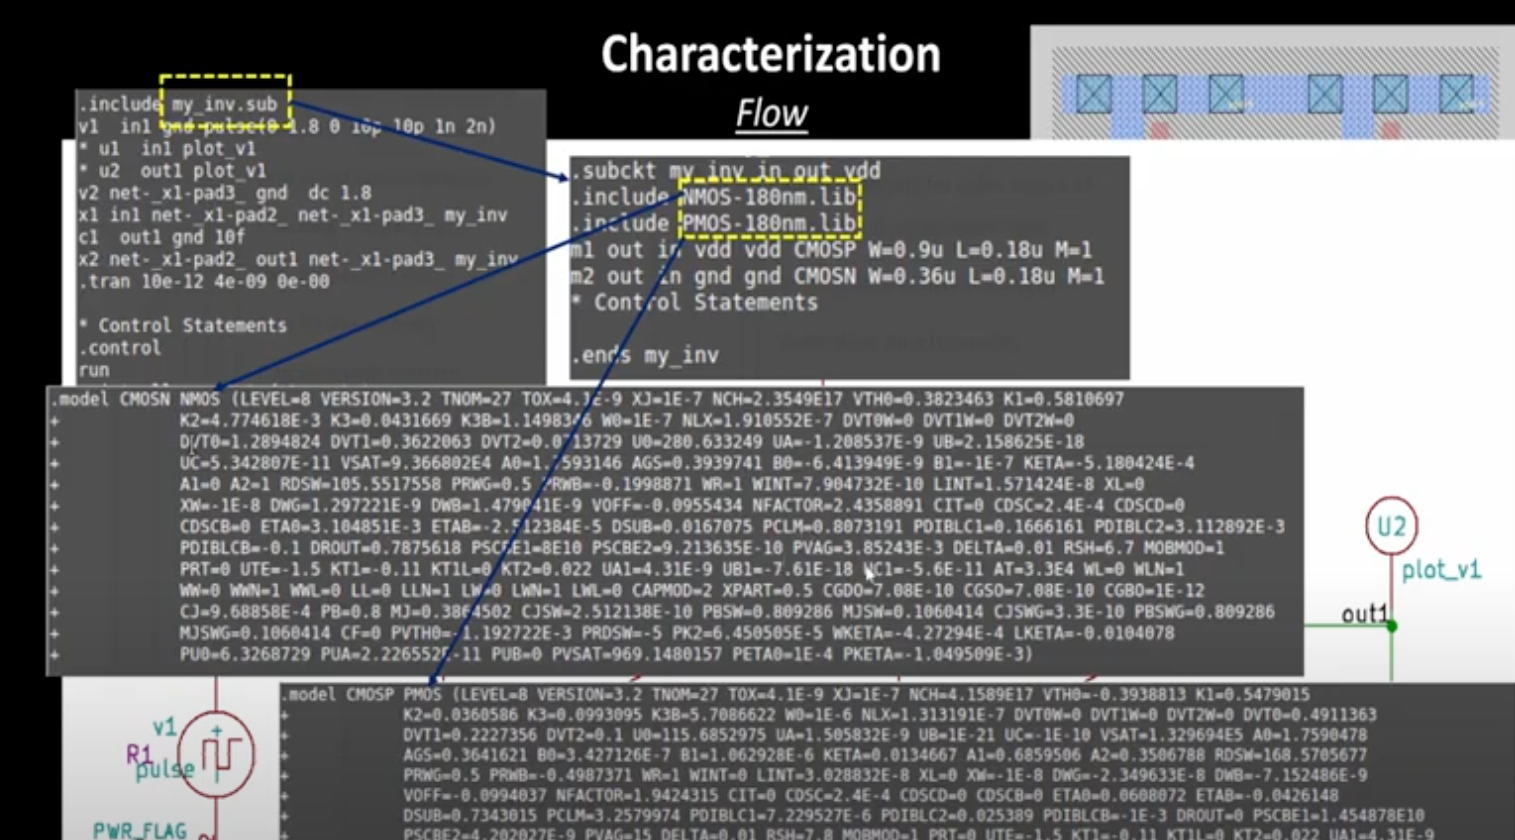 Characterization
Flow
.include my_inv.sub
v1 in1 gnd pulse(0 1.8 0 10p 10p 1n 2n)
* u1 in1 plot_v1
* u2 out1 plot_v1
v2 net-_x1-pad3_ gnd dc 1.8
x1 in1 net-_x1-pad2_ net-_x1-pad3_ my_inv
c1 out1 gnd 10f
x2 net-_x1-pad2_ out1 net-_x1-pad3_ my_inv
.tran 10e-12 4e-09 0e-00
* Control Statements
.control
run
.subckt my_inv in out vdd
.include NMOS-180nm.lib
.include PMOS-180nm.lib
m1 out in vdd vdd CMOSP W=0.9u L=0.18u M=1
m2 out in gnd gnd CMOSN W=0.36u L=0.18u M=1
* Control Statements
.ends my_inv
.model CMOSN NMOS (LEVEL=8 VERSION=3.2 TNOM=27 TOX=4.1E-9 XJ=1E-7 NCH=2.3549E17 VTH0=0.3823463 K1=0.5810697
+ K2=4.774618E-3 K3=0.0431669 K3B=1.1498346 W0=1E-7 NLX=1.910552E-7 DVT0W=0 DVT1W=0 DVT2W=0
+ DVT0=1.2894824 DVT1=0.3622063 DVT2=0.0713729 U0=280.633249 UA=-1.208537E-9 UB=2.158625E-18
+ UC=5.342807E-11 VSAT=9.366802E4 A0=1.7593146 AGS=0.3939741 B0=-6.413949E-9 B1=-1E-7 KETA=-5.180424E-4
+ A1=0 A2=1 RDSW=105.5517558 PRWG=0.5 PRWB=-0.1998871 WR=1 WINT=7.904732E-10 LINT=1.571424E-8 XL=0
+ XW=-1E-8 DWG=1.297221E-9 DWB=1.479041E-9 VOFF=-0.0955434 NFACTOR=2.4358891 CIT=0 CDSC=2.4E-4 CDSCD=0
+ CDSCB=0 ETA0=3.104851E-3 ETAB=-2.512384E-5 DSUB=0.0167075 PCLM=0.8073191 PDIBLC1=0.1666161 PDIBLC2=3.112892E-3
+ PDIBLCB=-0.1 DROUT=0.7875618 PSCBE1=8E10 PSCBE2=9.213635E-10 PVAG=3.85243E-3 DELTA=0.01 RSH=6.7 MOBMOD=1
+ PRT=0 UTE=-1.5 KT1=-0.11 KT1L=0 KT2=0.022 UA1=4.31E-9 UB1=-7.61E-18 UC1=-5.6E-11 AT=3.3E4 WL=0 WLN=1
+ WW=0 WWN=1 WWL=0 LL=0 LLN=1 LW=0 LWN=1 LWL=0 CAPMOD=2 XPART=0.5 CGDO=7.08E-10 CGSO=7.08E-10 CGBO=1E-12
+ CJ=9.68858E-4 PB=0.8 MJ=0.3864502 CJSW=2.512138E-10 PBSW=0.809286 MJSW=0.1060414 CJSWG=3.3E-10 PBSWG=0.809286
+ MJSWG=0.1060414 CF=0 PVTH0=-1.192722E-3 PRDSW=-5 PK2=6.450505E-5 WKETA=-4.27294E-4 LKETA=-0.0104078
+ PU0=6.3268729 PUA=2.226552E-11 PUB=0 PVSAT=969.1480157 PETA0=1E-4 PKETA=-1.049509E-3)
U2
plot_v1
out1
.model CMOSP PMOS (LEVEL=8 VERSION=3.2 TNOM=27 TOX=4.1E-9 XJ=1E-7 NCH=4.1589E17 VTH0=-0.3938813 K1=0.5479015
+ K2=0.0360586 K3=0.0993095 K3B=5.7086622 W0=1E-6 NLX=1.313191E-7 DVT0W=0 DVT1W=0 DVT2W=0 DVT0=0.4911363
+ DVT1=0.2227356 DVT2=0.1 U0=115.6852975 UA=1.505832E-9 UB=1E-21 UC=-1E-10 VSAT=1.329694E5 A0=1.7590478
+ AGS=0.3641621 B0=3.427126E-7 B1=1.062928E-6 KETA=0.0134667 A1=0.6859506 A2=0.3506788 RDSW=168.5705677
+ PRWG=0.5 PRWB=-0.4987371 WR=1 WINT=0 LINT=3.028832E-8 XL=0 XW=-1E-8 DWG=-2.349633E-8 DWB=-7.152486E-9
+ VOFF=-0.0994037 NFACTOR=1.9424315 CIT=0 CDSC=2.4E-4 CDSCD=0 CDSCB=0 ETA0=0.0608072 ETAB=-0.0426148
+ DSUB=0.7343015 PCLM=3.2579974 PDIBLC1=7.229527E-6 PDIBLC2=0.025389 PDIBLCB=-1E-3 DROUT=0 PSCBE1=1.454878E10
+ PSCBE2=4.202027E-9 PVAG=15 DELTA=0.01 RSH=7.8 MOBMOD=1 PRT=0 UTE=-1.5 KT1=-0.11 KT1L=0 KT2=0.022 UA1=4.31E-9
v1
R1
pulse
PWR_FLAG